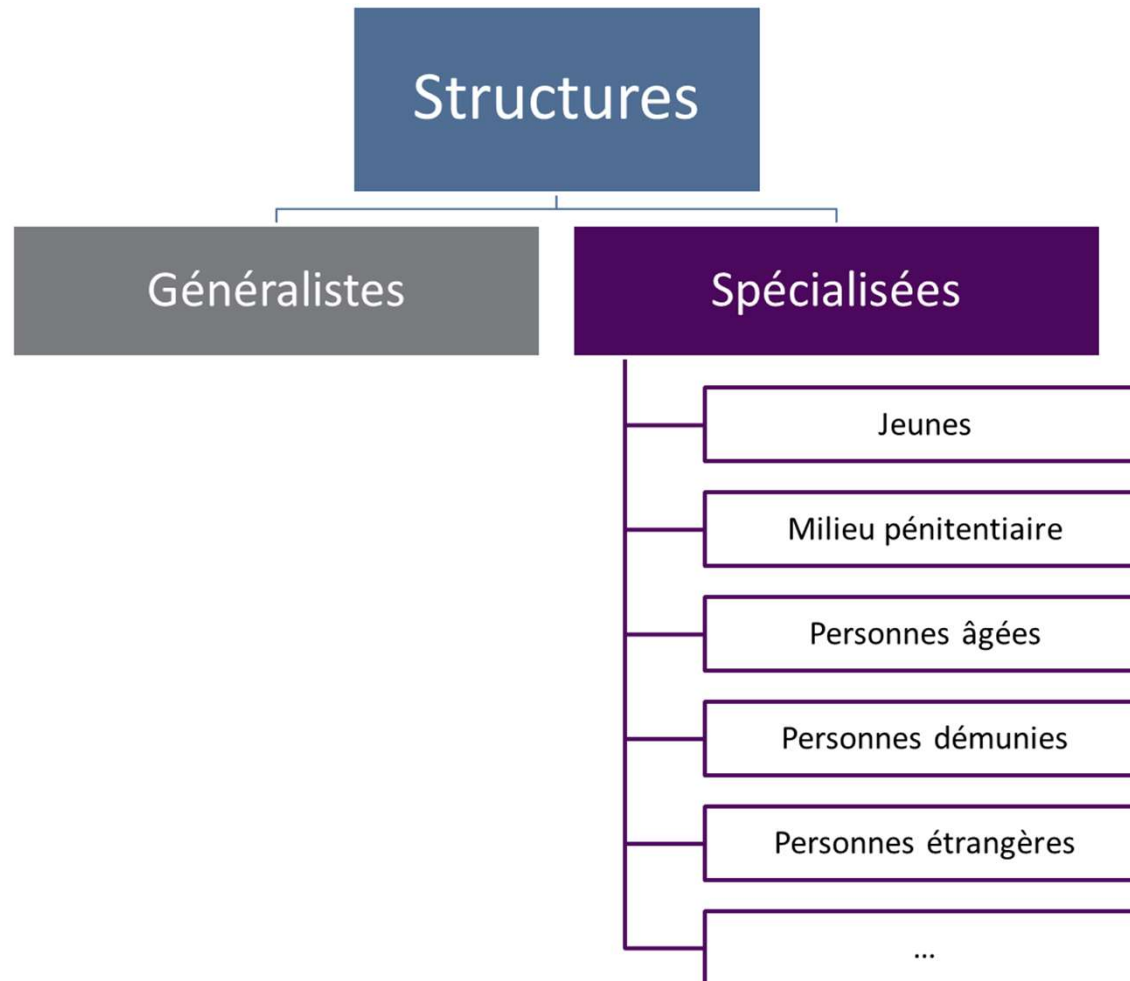 Structures
Généralistes
Spécialisées
Jeunes
Milieu pénitentiaire
Personnes âgées
Personnes démunies
Personnes étrangères
...